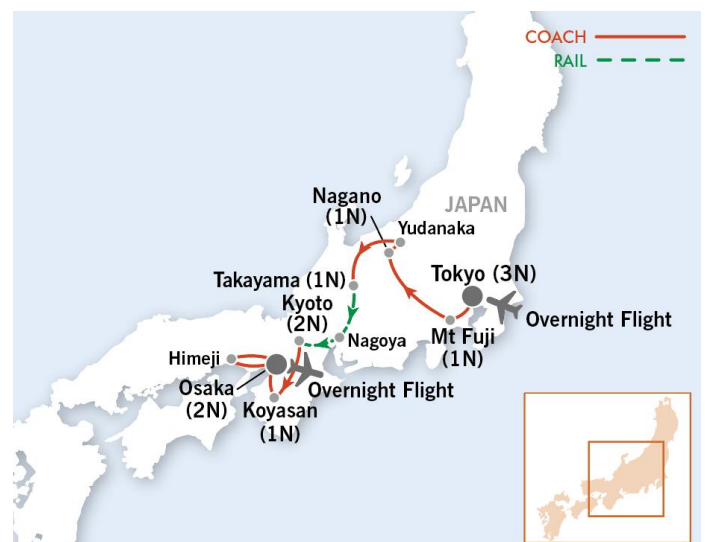 COACH
RAIL
Nagano
(1N)
JAPAN
Yudanaka
Takayama (1N)
Tokyo (3N)
Kyoto
(2N)
Overnight Flight
Nagoya
Mt Fuji
(1N)
Himeji
Osaka
(2N)
Overnight Flight
Koyasan
(1N)